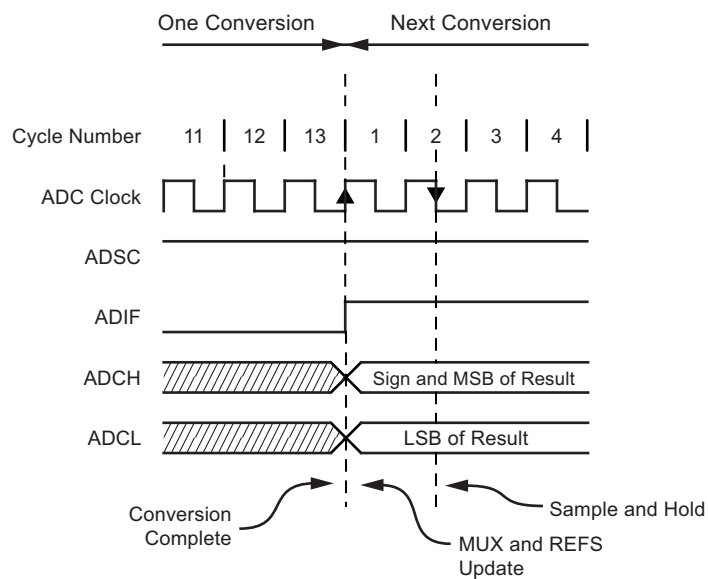 One Conversion Next Conversion
Cycle Number 11 12 13 1 2 3 4
ADC Clock
ADSC
ADIF
ADCH Sign and MSB of Result
ADCL LSB of Result
Conversion
Complete
MUX and REFS
Update
Sample and Hold